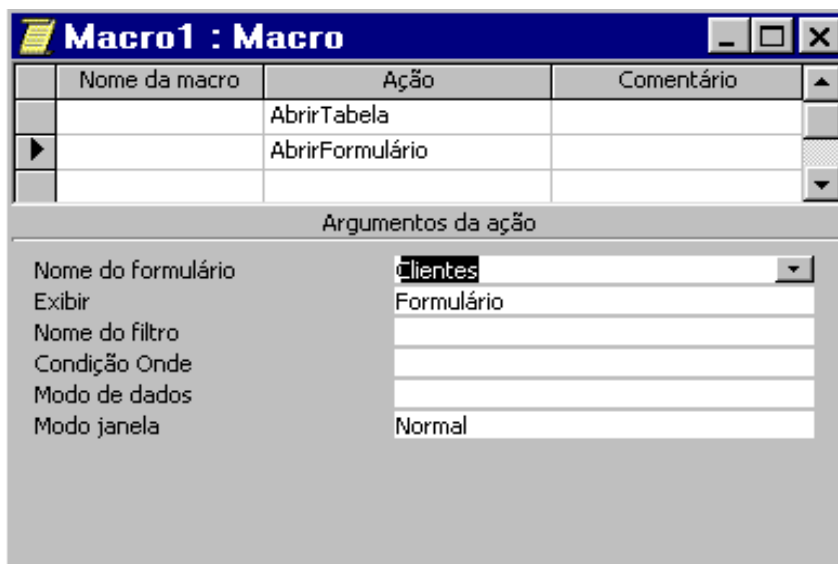 Macro1 : Macro
Nome da macro Ação Comentário
AbrirTabela
AbrirFormulário
Argumentos da ação
Nome do formulário Clientes
Exibir Formulário
Nome do filtro
Condição Onde
Modo de dados
Modo janela Normal